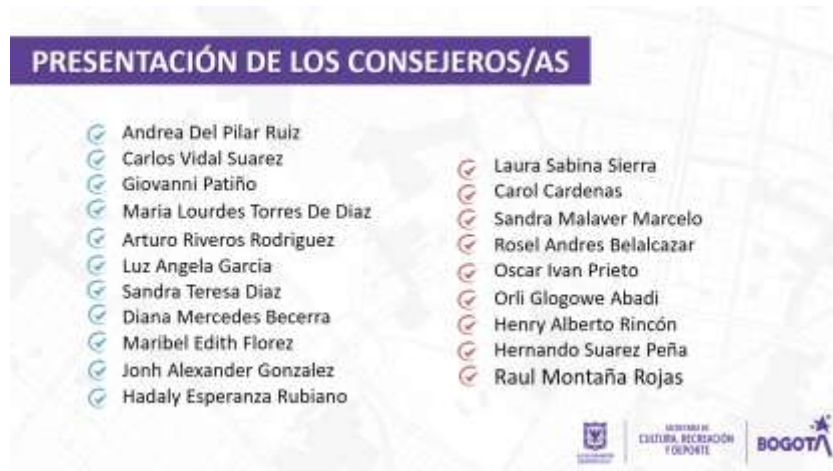 PRESENTACIÓN DE LOS CONSEJEROS/AS
Andrea Del Pilar Ruiz
Carlos Vidal Suarez
Giovanni Patiño
Maria Lourdes Torres De Diaz
Arturo Riveros Rodriguez
Luz Angela Garcia
Sandra Teresa Diaz
Diana Mercedes Becerra
Maribel Edith Florez
Jonh Alexander Gonzalez
Hadaly Esperanza Rubiano
Laura Sabina Sierra
Carol Cardenas
Sandra Malaver Marcelo
Rosel Andres Belalcazar
Oscar Ivan Prieto
Orli Glogowe Abadi
Henry Alberto Rincón
Hernando Suarez Peña
Raul Montaña Rojas
SECRETARÍA DE
CULTURA, RECREACIÓN
Y DEPORTE
BOGOTÁ